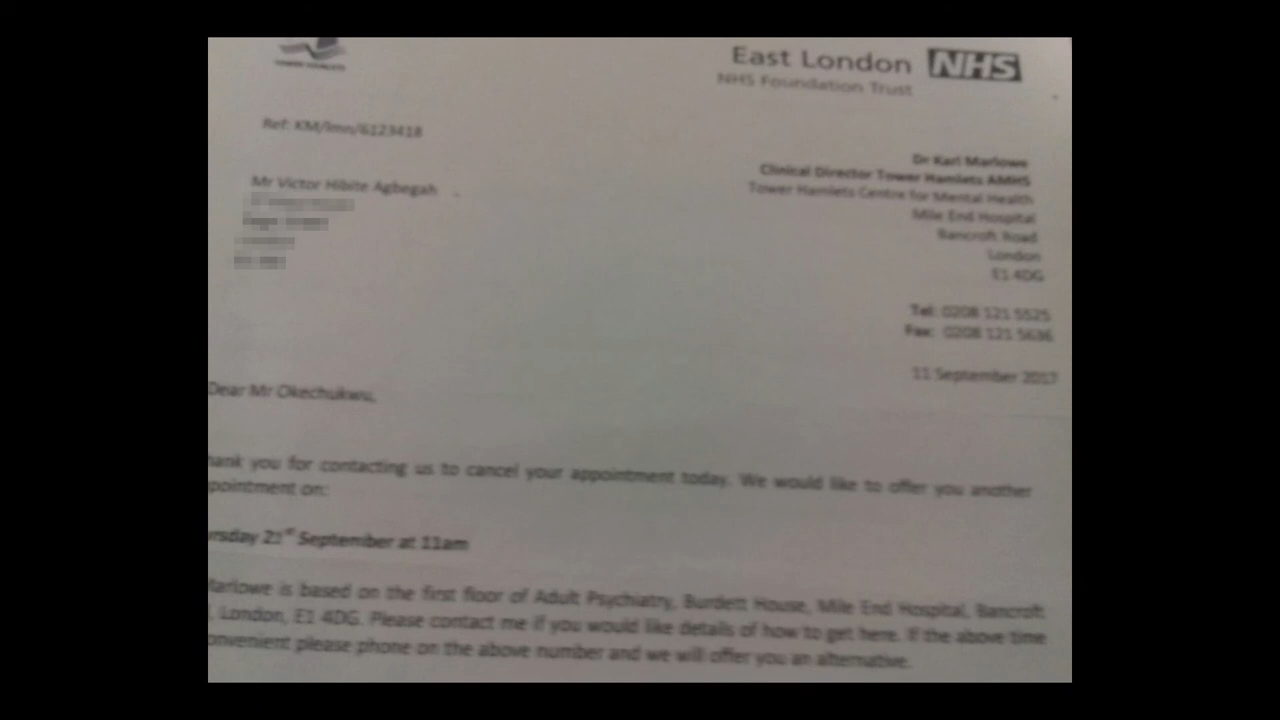 East London NHS
NHS Foundation Trust
Ref: KM/lmn/6123418
Dr Karl Marlowe
Clinical Director Tower Hamlets AMHS
Mr Victor Hibite Agbegah
Tower Hamlets Centre for Mental Health
Mile End Hospital
Bancroft Road
London
E1 4DG
Tel: 0208 121 5525
Fax: 0208 121 5636
11 September 2017
Dear Mr Okechukwu,
hank you for contacting us to cancel your appointment today. We would like to offer you another
pointment on:
rsday 21st September at 11am
Marlowe is based on the first floor of Adult Psychiatry, Burdett House, Mile End Hospital, Bancroft
, London, E1 4DG. Please contact me if you would like details of how to get here. If the above time
onvenient please phone on the above number and we will offer you an alternative.